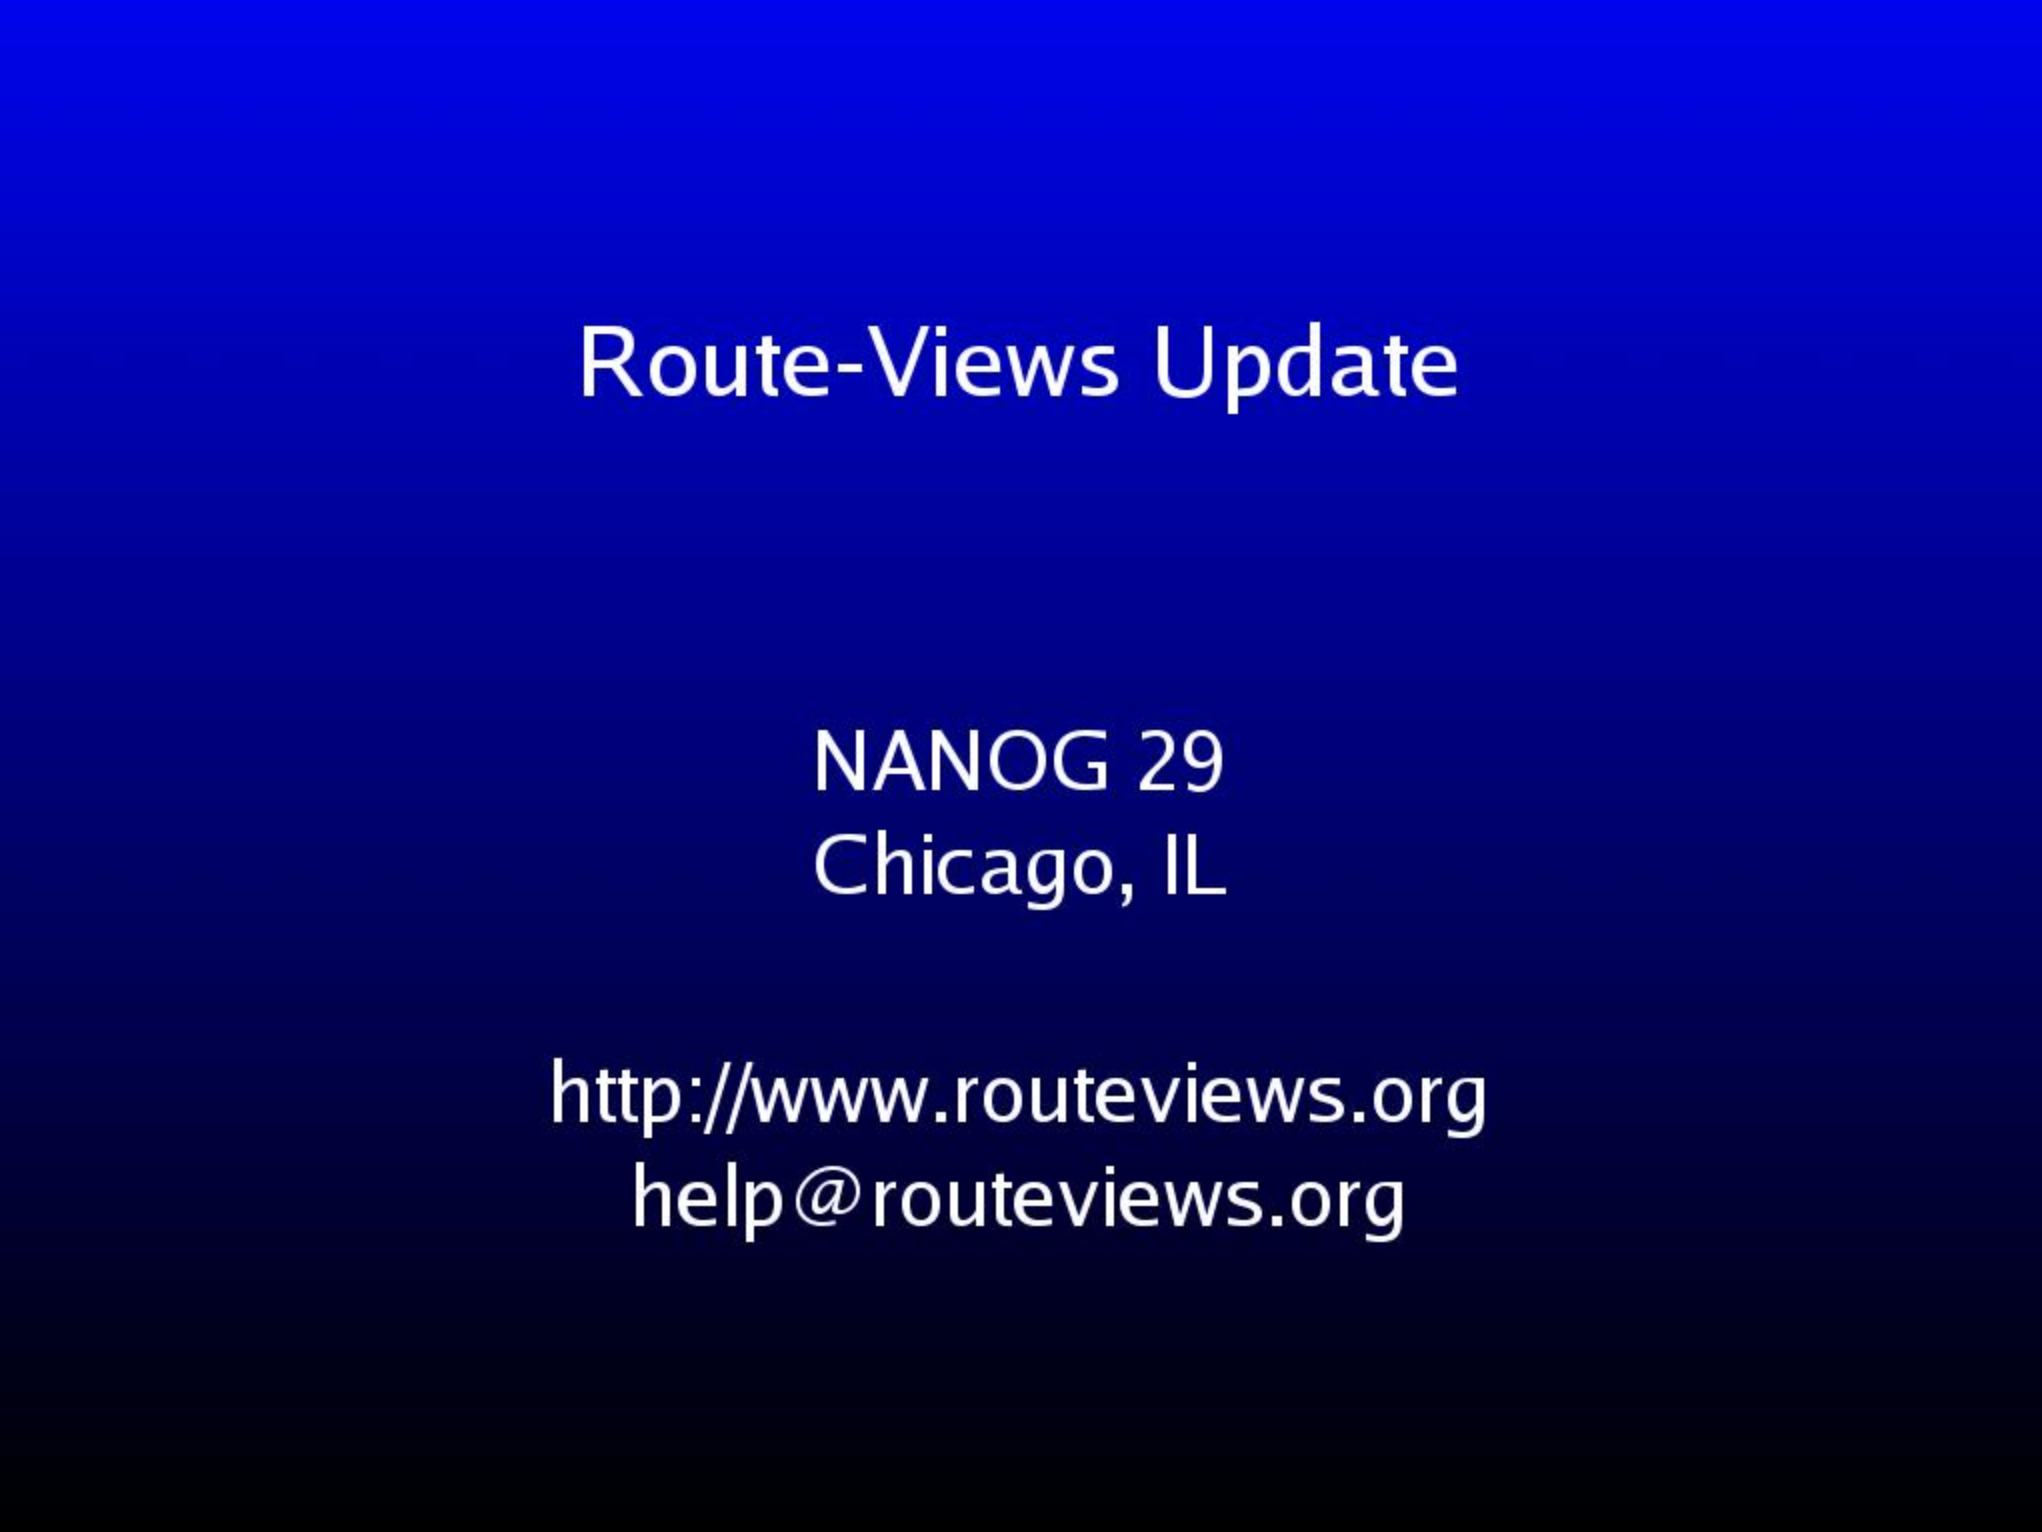 Route-Views Update
NANOG 29
Chicago, IL
http://www.routeviews.org
help@routeviews.org